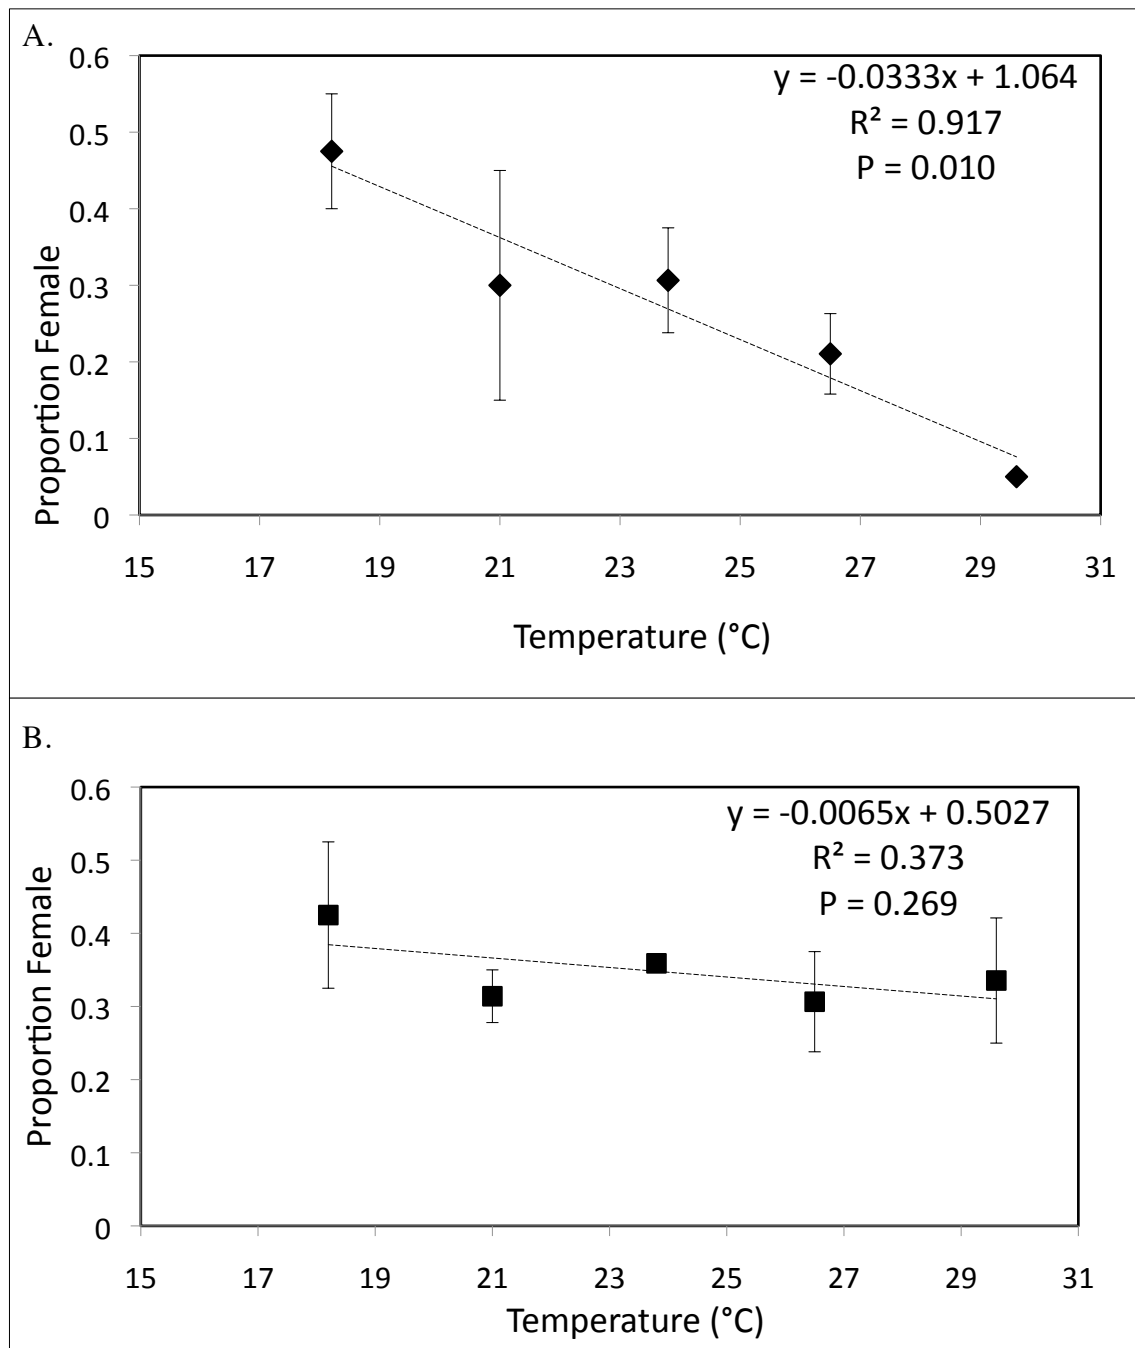 A.
0.6
y = -0.0333x + 1.064
R² = 0.917
P = 0.010
0.5
0.4
0.3
0.2
0.1
0
Proportion Female
15 17 19 21 23 25 27 29 31
Temperature (°C)
B.
0.6
y = -0.0065x + 0.5027
R² = 0.373
P = 0.269
0.5
0.4
0.3
0.2
0.1
0
Proportion Female
15 17 19 21 23 25 27 29 31
Temperature (°C)